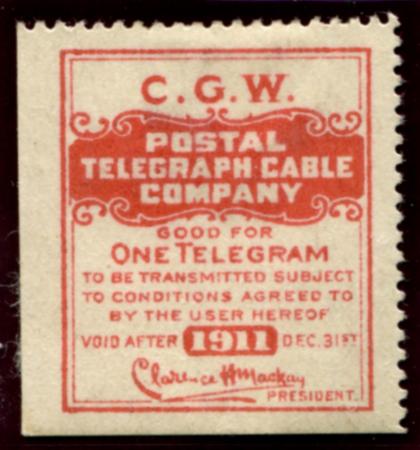 C.G.W.
POSTAL
TELEGRAPH-CABLE
COMPANY
GOOD FOR
ONE TELEGRAM
TO BE TRANSMITTED SUBJECT
TO CONDITIONS AGREED TO
BY THE USER HEREOF
VOID AFTER 1911 DEC. 31ST
Clarence H Mackay
PRESIDENT.